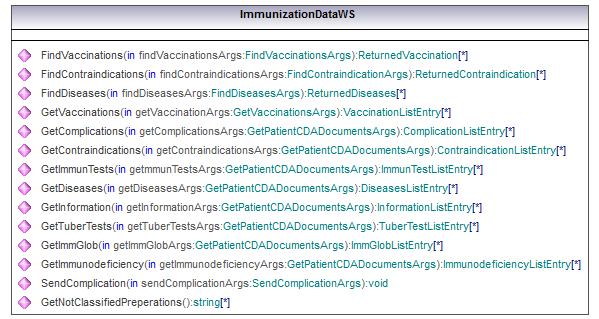 ImmunizationDataWS
FindVaccinations(in findVaccinationsArgs:FindVaccinationsArgs):ReturnedVaccination[*]
FindContraindications(in findContraindicationsArgs:FindContraindicationArgs):ReturnedContraindication[*]
FindDiseases(in findDiseasesArgs:FindDiseasesArgs):ReturnedDiseases[*]
GetVaccinations(in getVaccinationArgs:GetVaccinationsArgs):VaccinationListEntry[*]
GetComplications(in getComplicationsArgs:GetPatientCDADocumentsArgs):ComplicationListEntry[*]
GetContraindications(in getContraindicationsArgs:GetPatientCDADocumentsArgs):ContraindicationListEntry[*]
GetImmunTests(in getmmunTestsArgs:GetPatientCDADocumentsArgs):ImmunTestListEntry[*]
GetDiseases(in getDiseasesArgs:GetPatientCDADocumentsArgs):DiseasesListEntry[*]
GetInformation(in getInformationArgs:GetPatientCDADocumentsArgs):InformationListEntry[*]
GetTuberTests(in getTuberTestsArgs:GetPatientCDADocumentsArgs):TuberTestListEntry[*]
GetImmGlob(in getImmGlobArgs:GetPatientCDADocumentsArgs):ImmGlobListEntry[*]
GetImmunodeficiency(in getImmunodeficiencyArgs:GetPatientCDADocumentsArgs):ImmunodeficiencyListEntry[*]
SendComplication(in sendComplicationArgs:SendComplicationArgs):void
GetNotClassifiedPreperations():string[*]